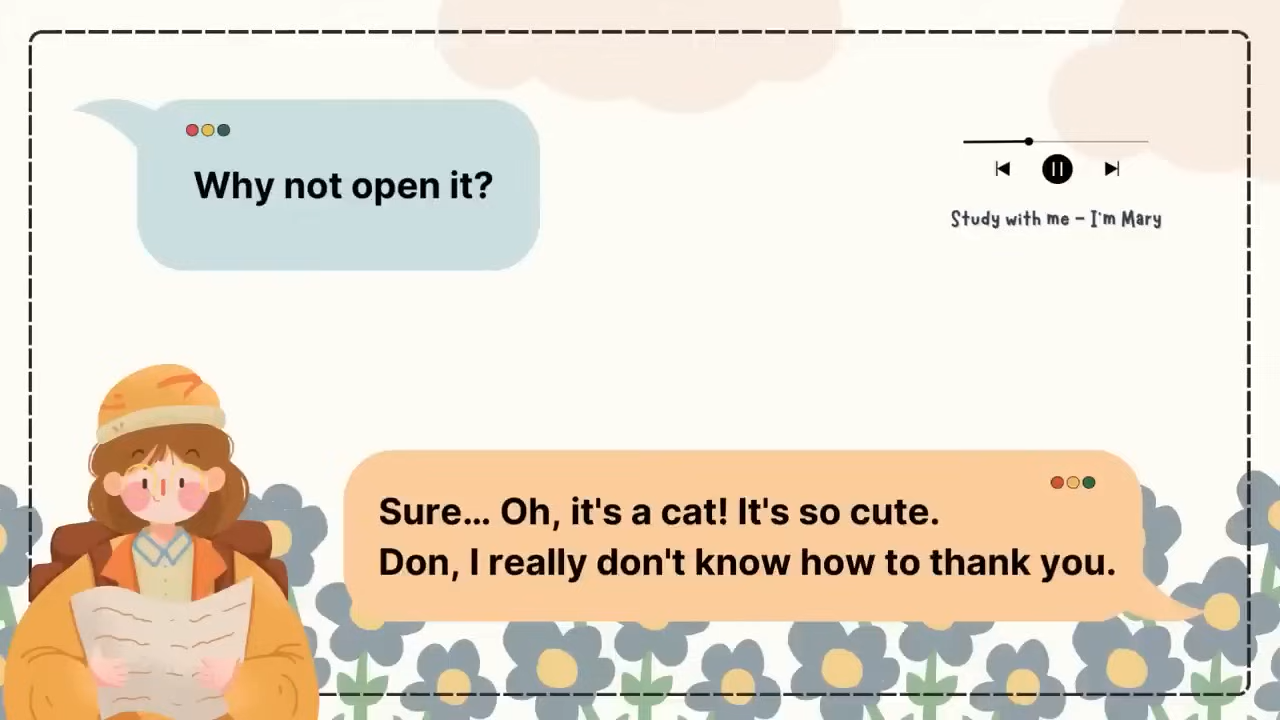 Why not open it?
Study with me - I'm Mary
Sure... Oh, it's a cat! It's so cute.
Don, I really don't know how to thank you.